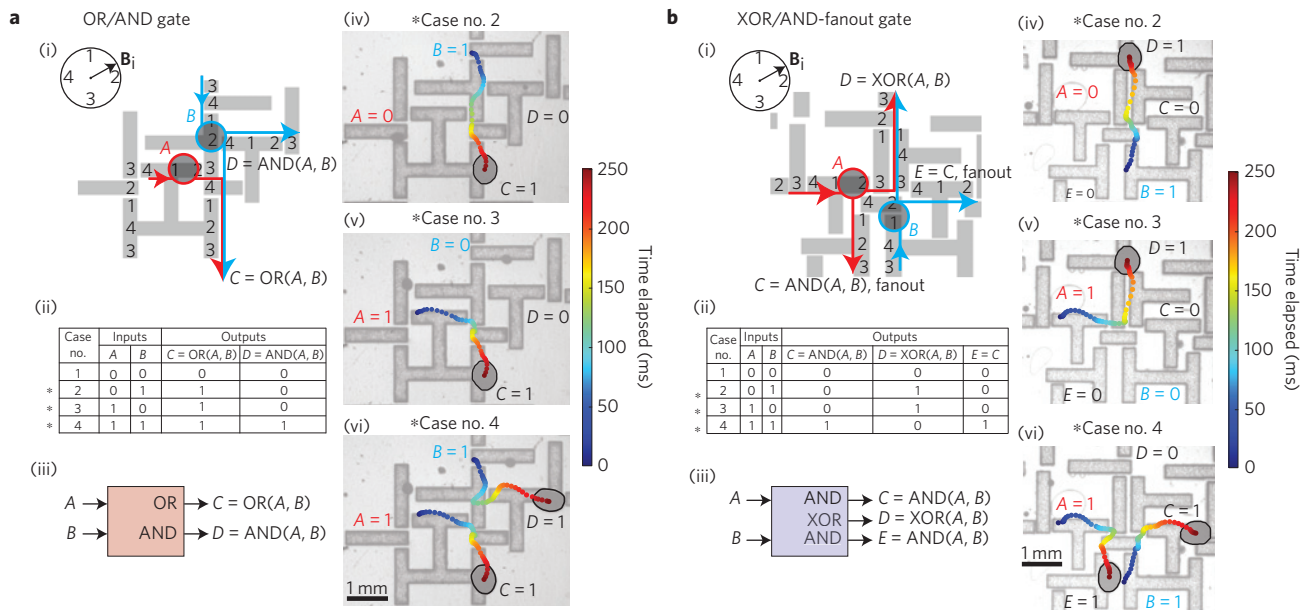 a OR/AND gate
(i)
1
4 Bi 2
3
3
4
B
1
2 4 1 2 3
A
D = AND(A, B)
3 4 1 2 3
2 4
1 1
4 2
3 3
C = OR(A, B)
(ii)
Case no. Inputs Outputs
A B C = OR(A, B) D = AND(A, B)
1 0 0 0 0
* 2 0 1 1 0
* 3 1 0 1 0
* 4 1 1 1 1
(iii)
A OR C = OR(A, B)
B AND D = AND(A, B)
(iv) *Case no. 2
B = 1
A = 0
D = 0
C = 1
(v) *Case no. 3
B = 0
A = 1
D = 0
C = 1
(vi) *Case no. 4
B = 1
A = 1
D = 1
1 mm
C = 1
250
200
150
100
50
0
Time elapsed (ms)
b XOR/AND-fanout gate
(i)
1
4 Bi 2
3
D = XOR(A, B)
3
2
1 1
A
4
E = C, fanout
2 3 4 1 2 3 3
4 2 4 1 2
1 1
B
2 4
3 3
C = AND(A, B), fanout
(ii)
Case no. Inputs Outputs
A B C = AND(A, B) D = XOR(A, B) E = C
1 0 0 0 0 0
* 2 0 1 0 1 0
* 3 1 0 0 1 0
* 4 1 1 1 0 1
(iii)
A AND C = AND(A, B)
XOR D = XOR(A, B)
B AND E = AND(A, B)
(iv) *Case no. 2
D = 1
A = 0
C = 0
E = 0
B = 1
(v) *Case no. 3
D = 1
A = 1
C = 0
E = 0
B = 0
(vi) *Case no. 4
D = 0
A = 1
C = 1
1 mm
E = 1
B = 1
250
200
150
100
50
0
Time elapsed (ms)